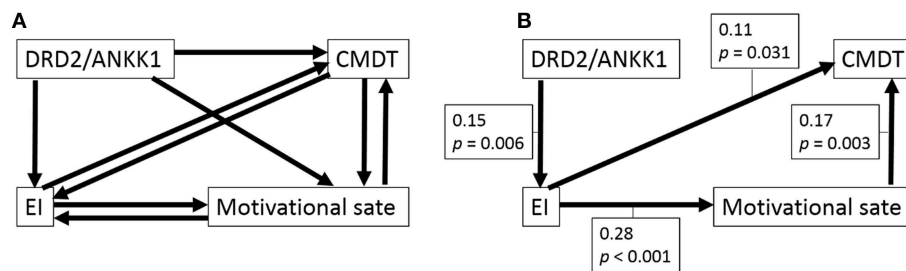 A
DRD2/ANKK1
CMDT
EI
Motivational sate
B
DRD2/ANKK1
0.11
p = 0.031
CMDT
0.15
p = 0.006
0.17
p = 0.003
EI
Motivational sate
0.28
p < 0.001